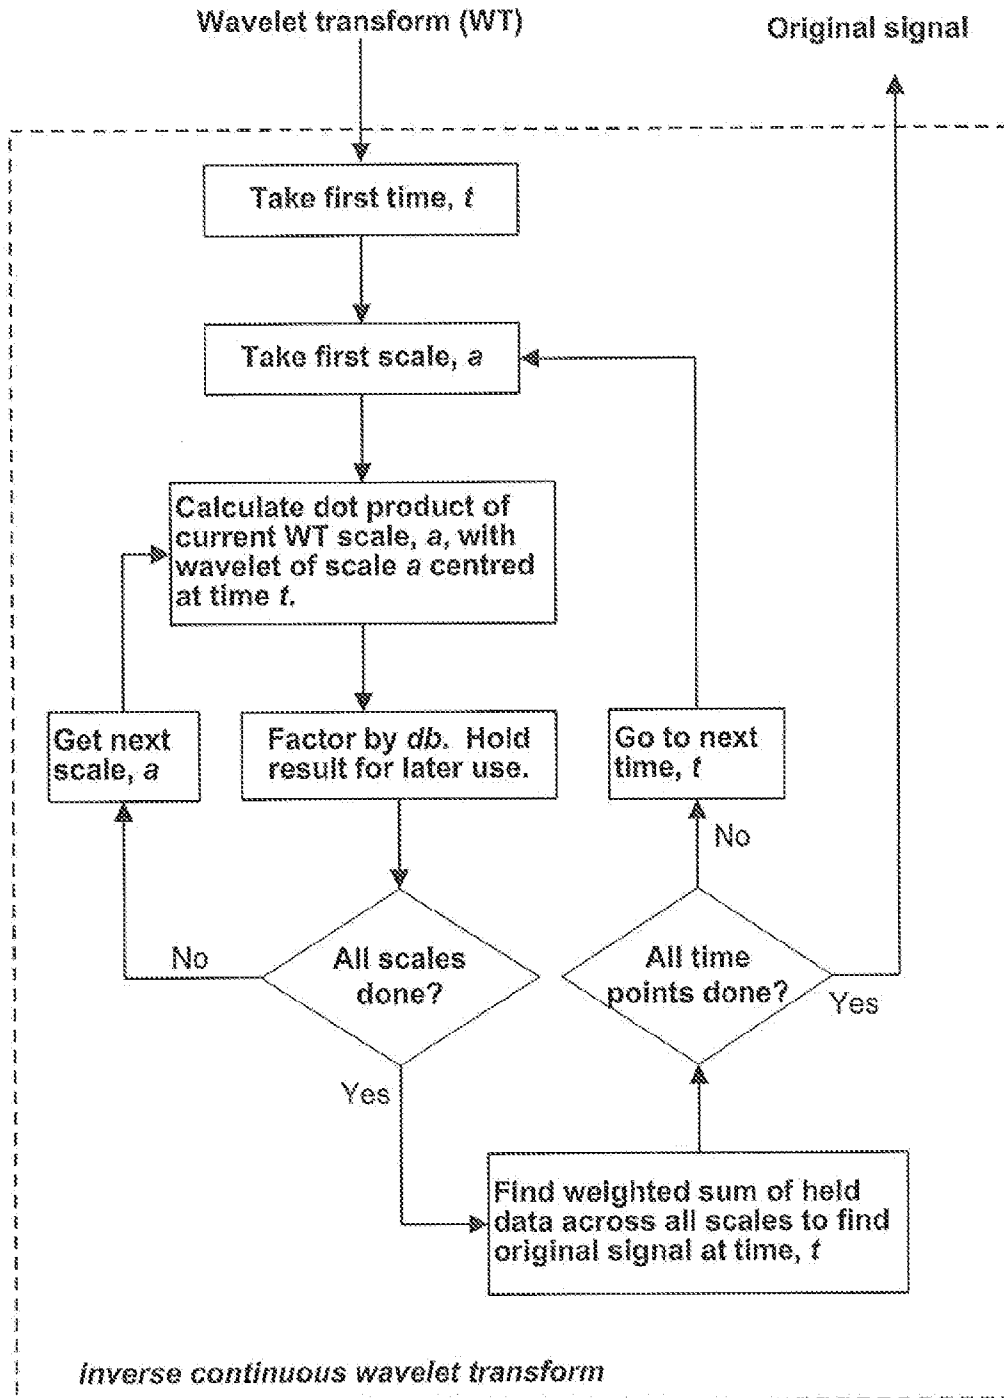 Wavelet transform (WT)
Original signal
Take first time, t
Take first scale, a
Calculate dot product of
current WT scale, a, with
wavelet of scale a centred
at time t.
Get next
scale, a
Factor by db. Hold
result for later use.
Go to next
time, t
No
No
All scales
done?
All time
points done?
Yes
Yes
Find weighted sum of held
data across all scales to find
original signal at time, t
Inverse continuous wavelet transform